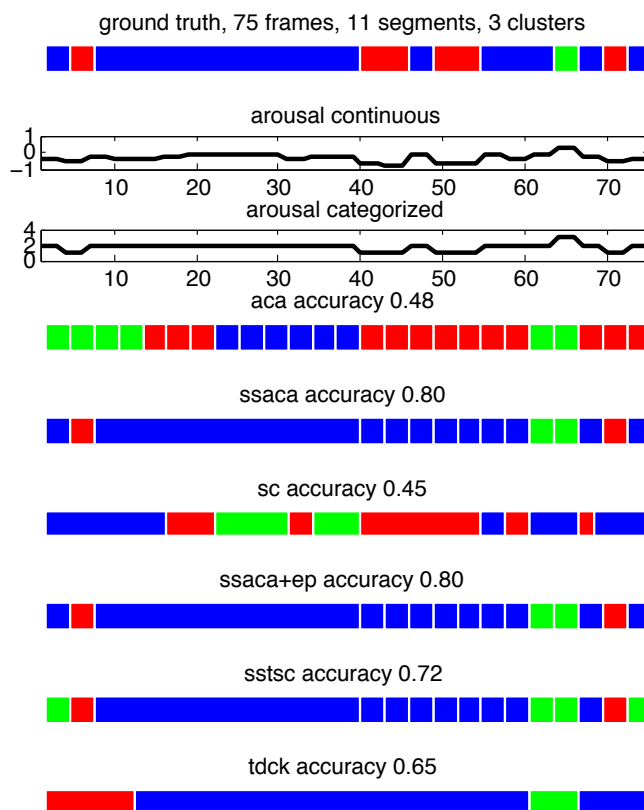 ground truth, 75 frames, 11 segments, 3 clusters
arousal continuous
1
0
−1
10 20 30 40 50 60 70
arousal categorized
4
2
0
10 20 30 40 50 60 70
aca accuracy 0.48
ssaca accuracy 0.80
sc accuracy 0.45
ssaca+ep accuracy 0.80
sstsc accuracy 0.72
tdck accuracy 0.65